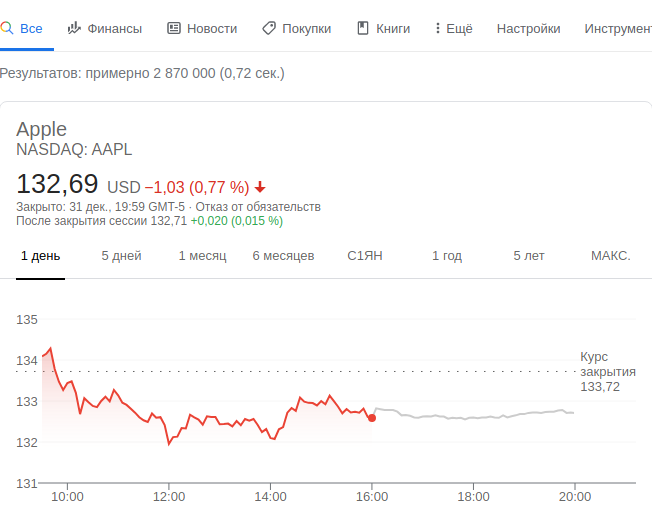 Все Финансы Новости Покупки Книги Ещё Настройки Инструмент
Результатов: примерно 2 870 000 (0,72 сек.)
Apple
NASDAQ: AAPL
132,69 USD −1,03 (0,77 %)
Закрыто: 31 дек., 19:59 GMT-5 · Отказ от обязательств
После закрытия сессии 132,71 +0,020 (0,015 %)
1 день 5 дней 1 месяц 6 месяцев С1ЯН 1 год 5 лет МАКС.
135
134
133
132
131
Курс
закрытия
133,72
10:00 12:00 14:00 16:00 18:00 20:00